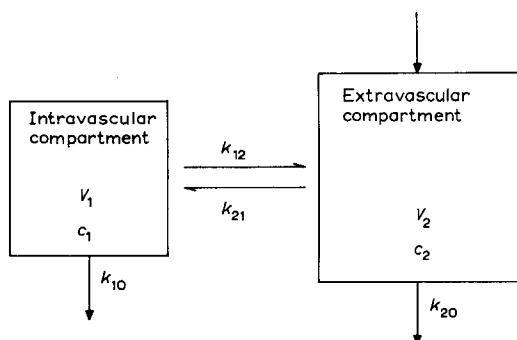 Intravascular
compartment
V1
c1
k10
k12
k21
Extravascular
compartment
V2
c2
k20